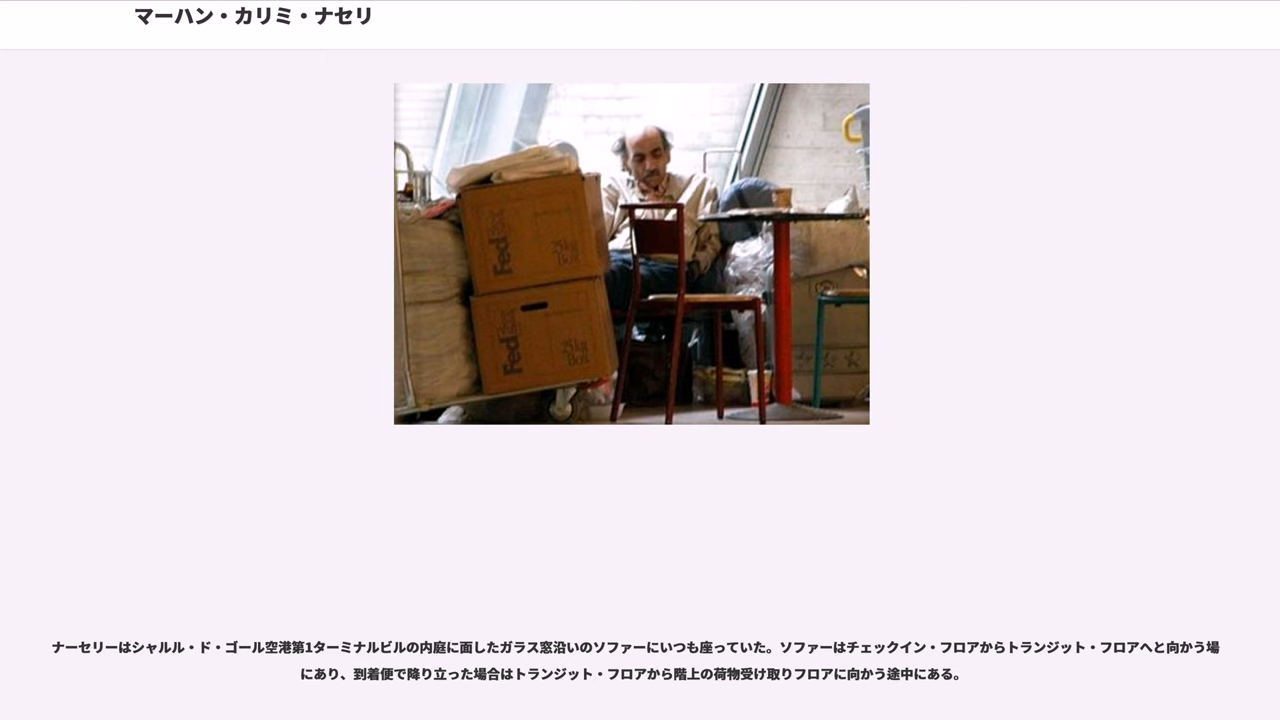 マーハン・カリミ・ナセリ
FedEx
25kg
Box
FedEx
25kg
Box
ナーセリーはシャルル・ド・ゴール空港第1ターミナルビルの内庭に面したガラス窓沿いのソファーにいつも座っていた。ソファーはチェックイン・フロアからトランジット・フロアへと向かう場
にあり、到着便で降り立った場合はトランジット・フロアから階上の荷物受け取りフロアに向かう途中にある。